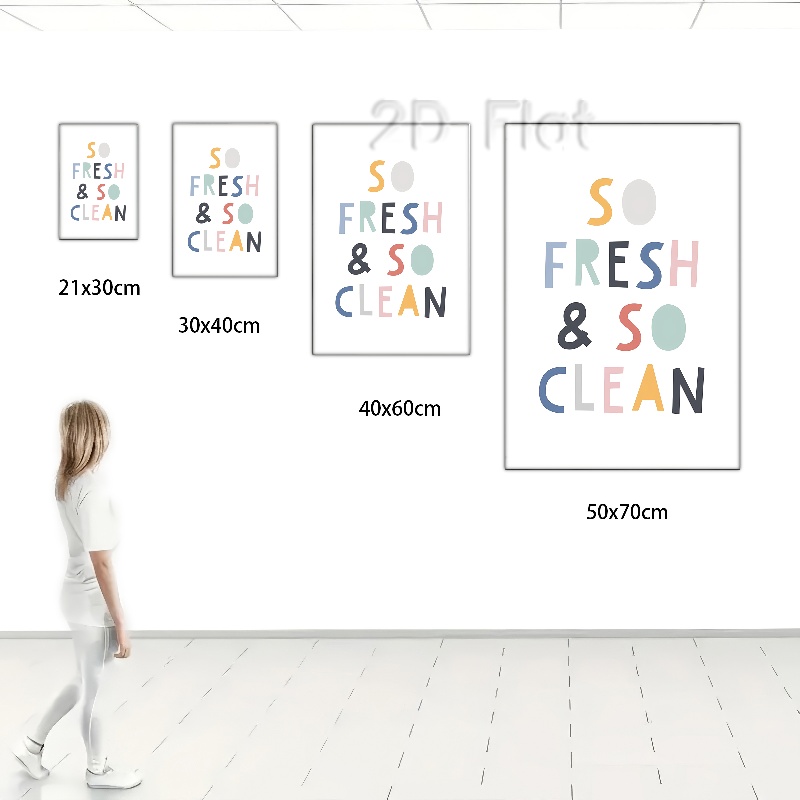 2D Flat
SO
FRESH
& SO
CLEAN
21x30cm
SO
FRESH
& SO
CLEAN
30x40cm
SO
FRESH
& SO
CLEAN
40x60cm
SO
FRESH
& SO
CLEAN
50x70cm